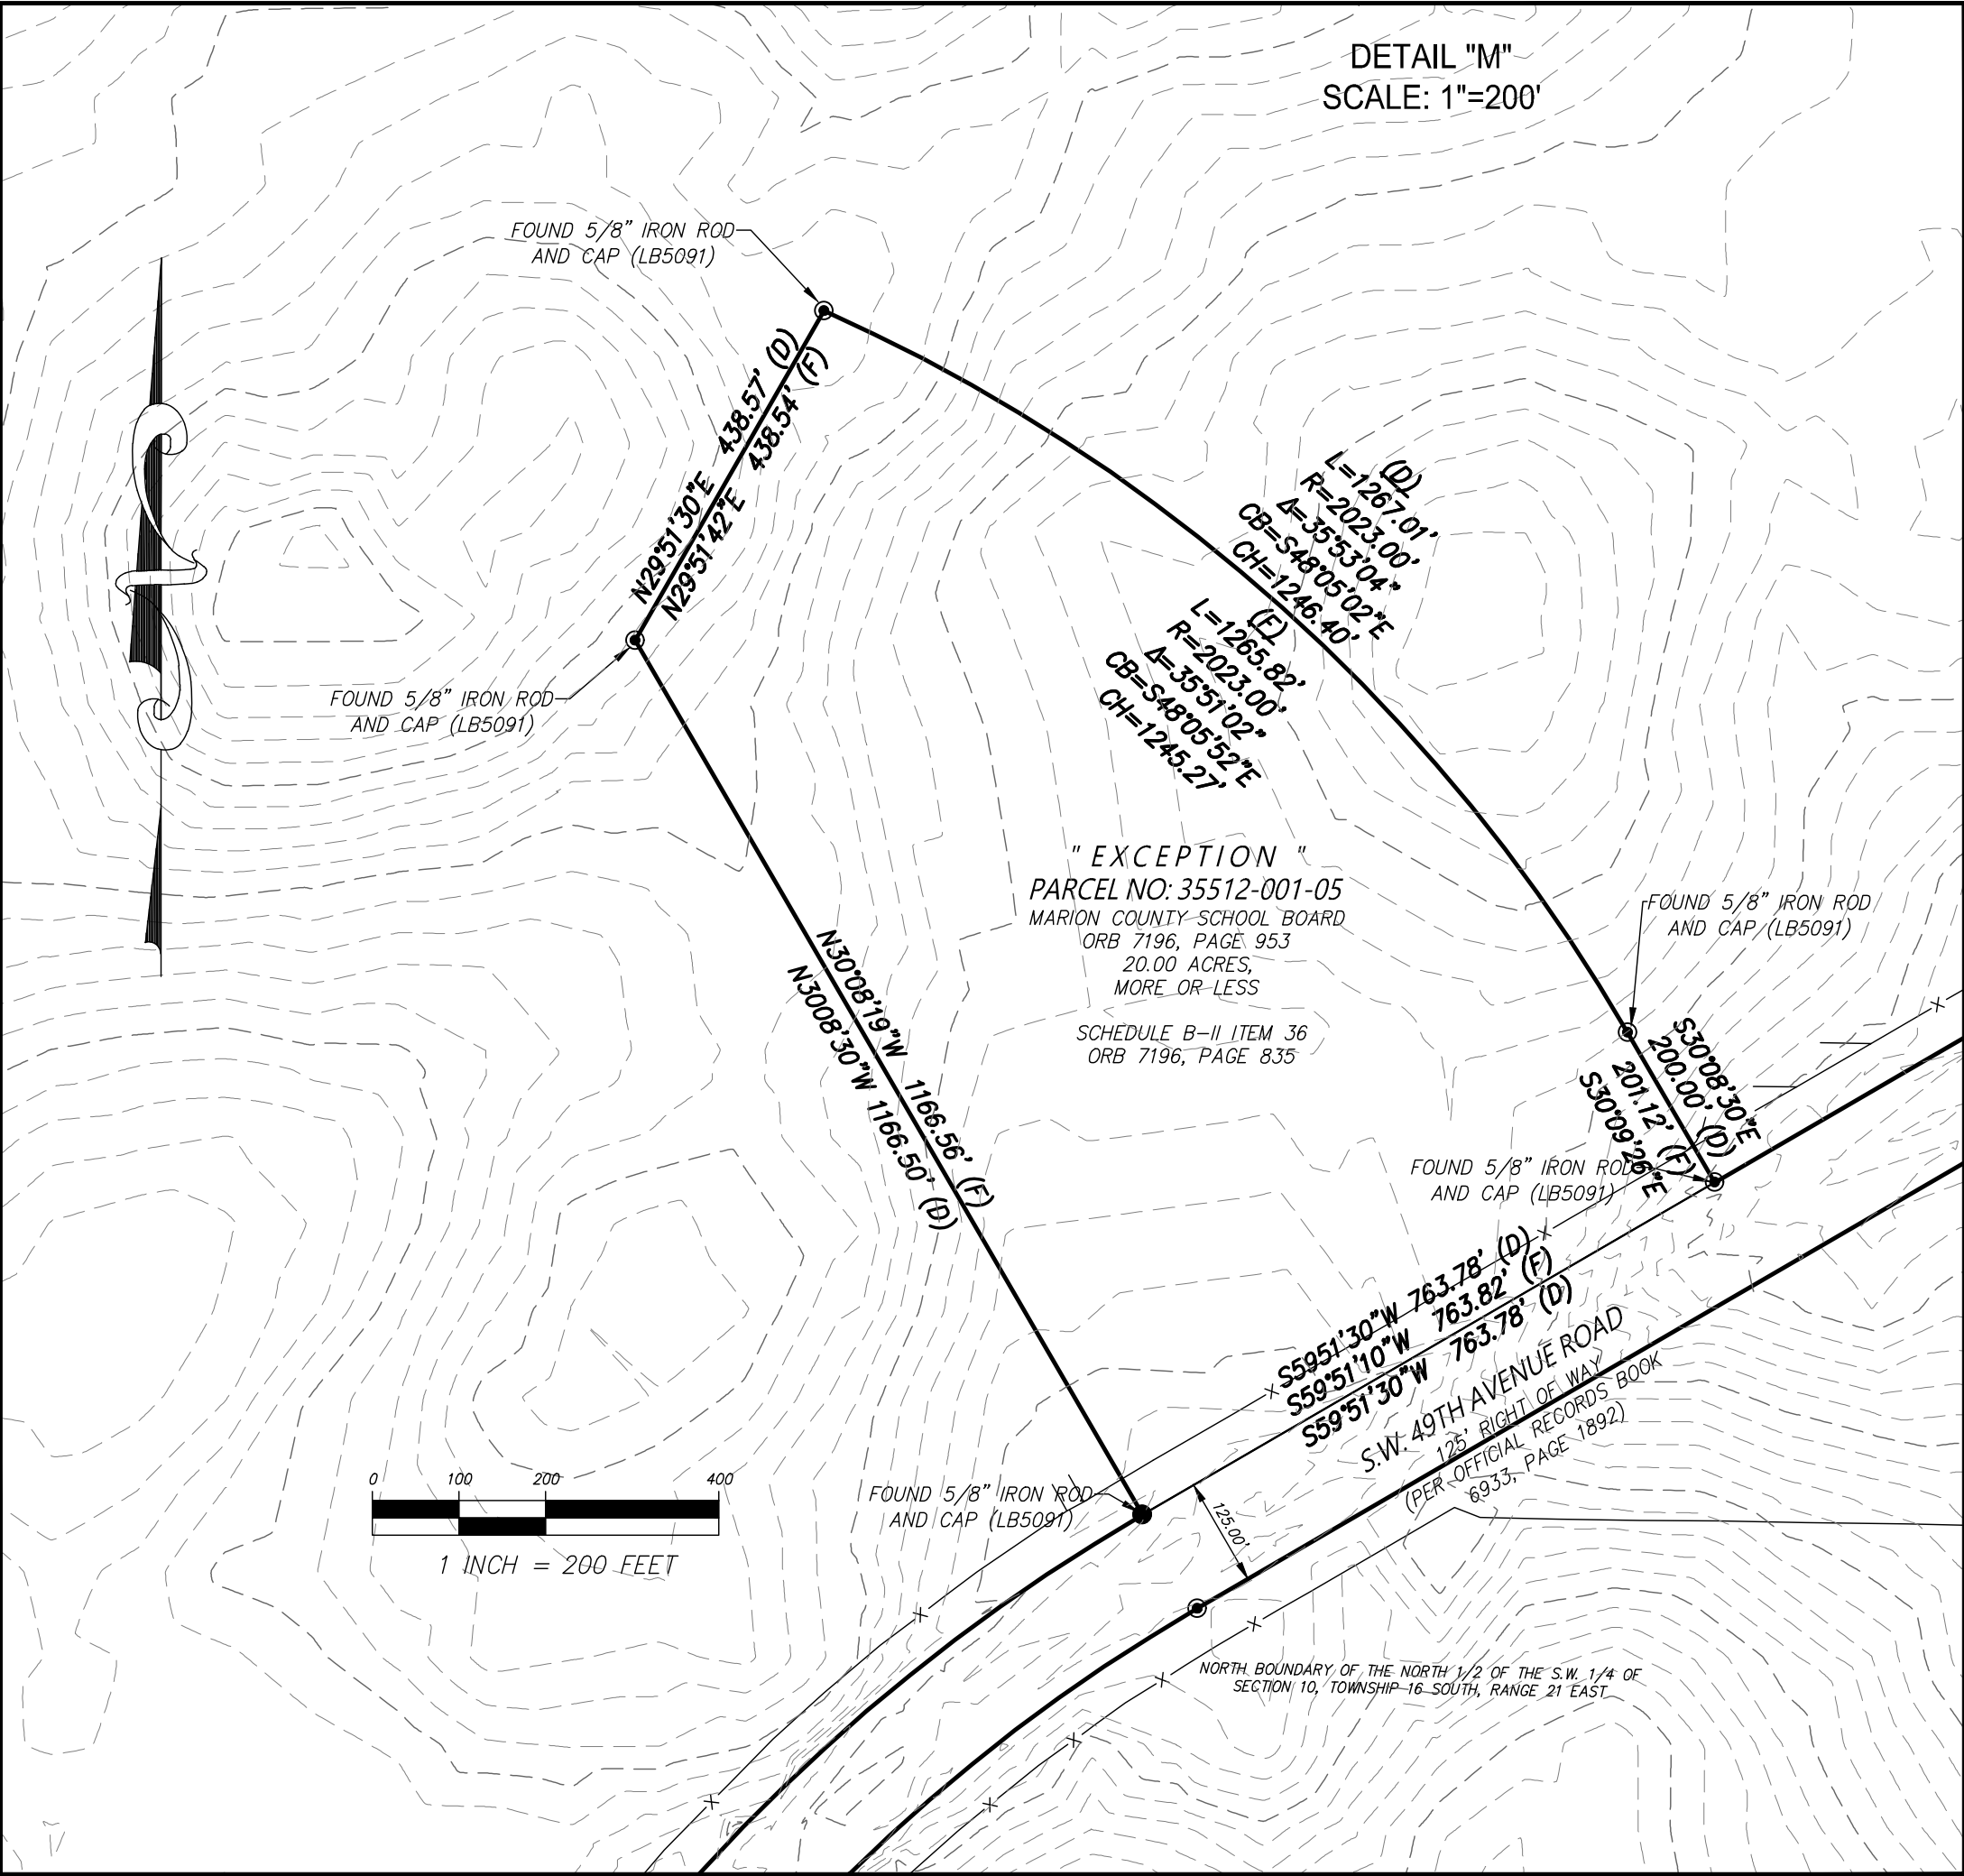 DETAIL "M"
SCALE: 1"=200'
FOUND 5/8" IRON ROD
AND CAP (LB5091)
N29°51'30"E 438.57' (D)
N29°51'42"E 438.54' (F)
FOUND 5/8" IRON ROD
AND CAP (LB5091)
(D)
L=1267.01'
R=2023.00'
Δ=35°53'04"
CB=S48°05'02"E
CH=1246.40'
(F)
L=1265.82'
R=2023.00'
Δ=35°51'02"
CB=S48°05'52"E
CH=1245.27'
" EXCEPTION "
PARCEL NO: 35512-001-05
MARION COUNTY SCHOOL BOARD
ORB 7196, PAGE 953
20.00 ACRES,
MORE OR LESS
SCHEDULE B-II ITEM 36
ORB 7196, PAGE 835
FOUND 5/8" IRON ROD
AND CAP (LB5091)
N30°08'19"W 1166.56' (F)
N3008'30"W 1166.50' (D)
S30°08'30"E
200.00' (D)
201.12' (F)
S30°09'26"E
FOUND 5/8" IRON ROD
AND CAP (LB5091)
S5951'30"W 763.78' (D)
S59°51'10"W 763.82' (F)
S59°51'30"W 763.78' (D)
S.W. 49TH AVENUE ROAD
125' RIGHT OF WAY
(PER OFFICIAL RECORDS BOOK
6933, PAGE 1892)
0 100 200 400
1 INCH = 200 FEET
FOUND 5/8" IRON ROD
AND CAP (LB5091)
125.00'
NORTH BOUNDARY OF THE NORTH 1/2 OF THE S.W. 1/4 OF
SECTION 10, TOWNSHIP 16 SOUTH, RANGE 21 EAST